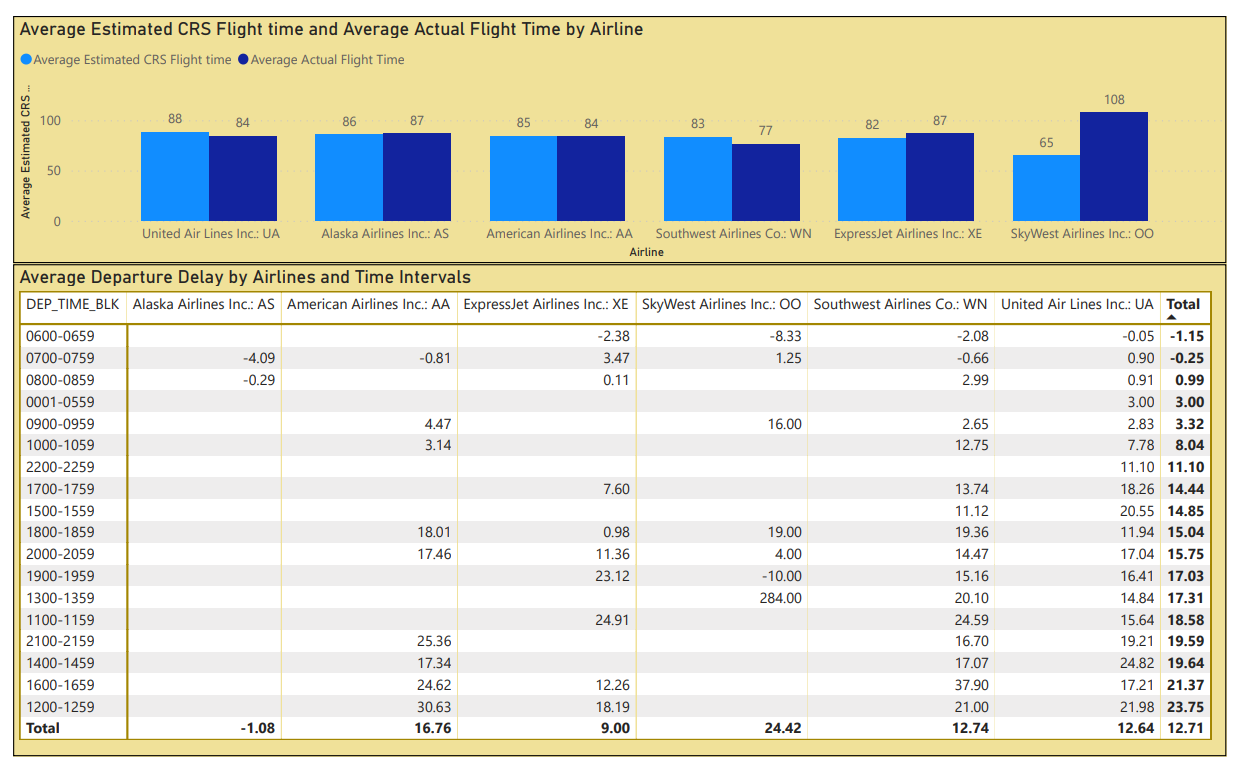 Average Estimated CRS Flight time and Average Actual Flight Time by Airline
Average Estimated CRS Flight time Average Actual Flight Time
Average Estimated CRS ...
100
50
0
88 84 86 87 85 84 83 77 82 87 65 108
United Air Lines Inc.: UA Alaska Airlines Inc.: AS American Airlines Inc.: AA Southwest Airlines Co.: WN ExpressJet Airlines Inc.: XE SkyWest Airlines Inc.: OO
Airline
Average Departure Delay by Airlines and Time Intervals
DEP_TIME_BLK Alaska Airlines Inc.: AS American Airlines Inc.: AA ExpressJet Airlines Inc.: XE SkyWest Airlines Inc.: OO Southwest Airlines Co.: WN United Air Lines Inc.: UA Total
0600-0659 -2.38 -8.33 -2.08 -0.05 -1.15
0700-0759 -4.09 -0.81 3.47 1.25 -0.66 0.90 -0.25
0800-0859 -0.29 0.11 2.99 0.91 0.99
0001-0559 3.00 3.00
0900-0959 4.47 16.00 2.65 2.83 3.32
1000-1059 3.14 12.75 7.78 8.04
2200-2259 11.10 11.10
1700-1759 7.60 13.74 18.26 14.44
1500-1559 11.12 20.55 14.85
1800-1859 18.01 0.98 19.00 19.36 11.94 15.04
2000-2059 17.46 11.36 4.00 14.47 17.04 15.75
1900-1959 23.12 -10.00 15.16 16.41 17.03
1300-1359 284.00 20.10 14.84 17.31
1100-1159 24.91 24.59 15.64 18.58
2100-2159 25.36 16.70 19.21 19.59
1400-1459 17.34 17.07 24.82 19.64
1600-1659 24.62 12.26 37.90 17.21 21.37
1200-1259 30.63 18.19 21.00 21.98 23.75
Total -1.08 16.76 9.00 24.42 12.74 12.64 12.71